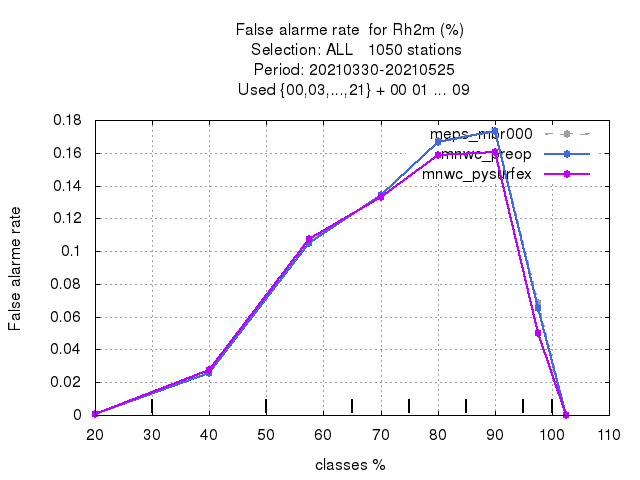 False alarme rate  for Rh2m (%)
Selection: ALL   1050 stations
Period: 20210330-20210525
Used {00,03,...,21} + 00 01 ... 09
0.18
0.16
0.14
0.12
0.1
0.08
0.06
0.04
0.02
0
False alarme rate
meps_mbr000
mnwc_preop
mnwc_pysurfex
20 30 40 50 60 70 80 90 100 110
classes %